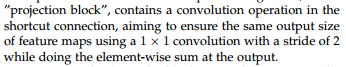 "projection block", contains a convolution operation in the
shortcut connection, aiming to ensure the same output size
of feature maps using a 1 × 1 convolution with a stride of 2
while doing the element-wise sum at the output.